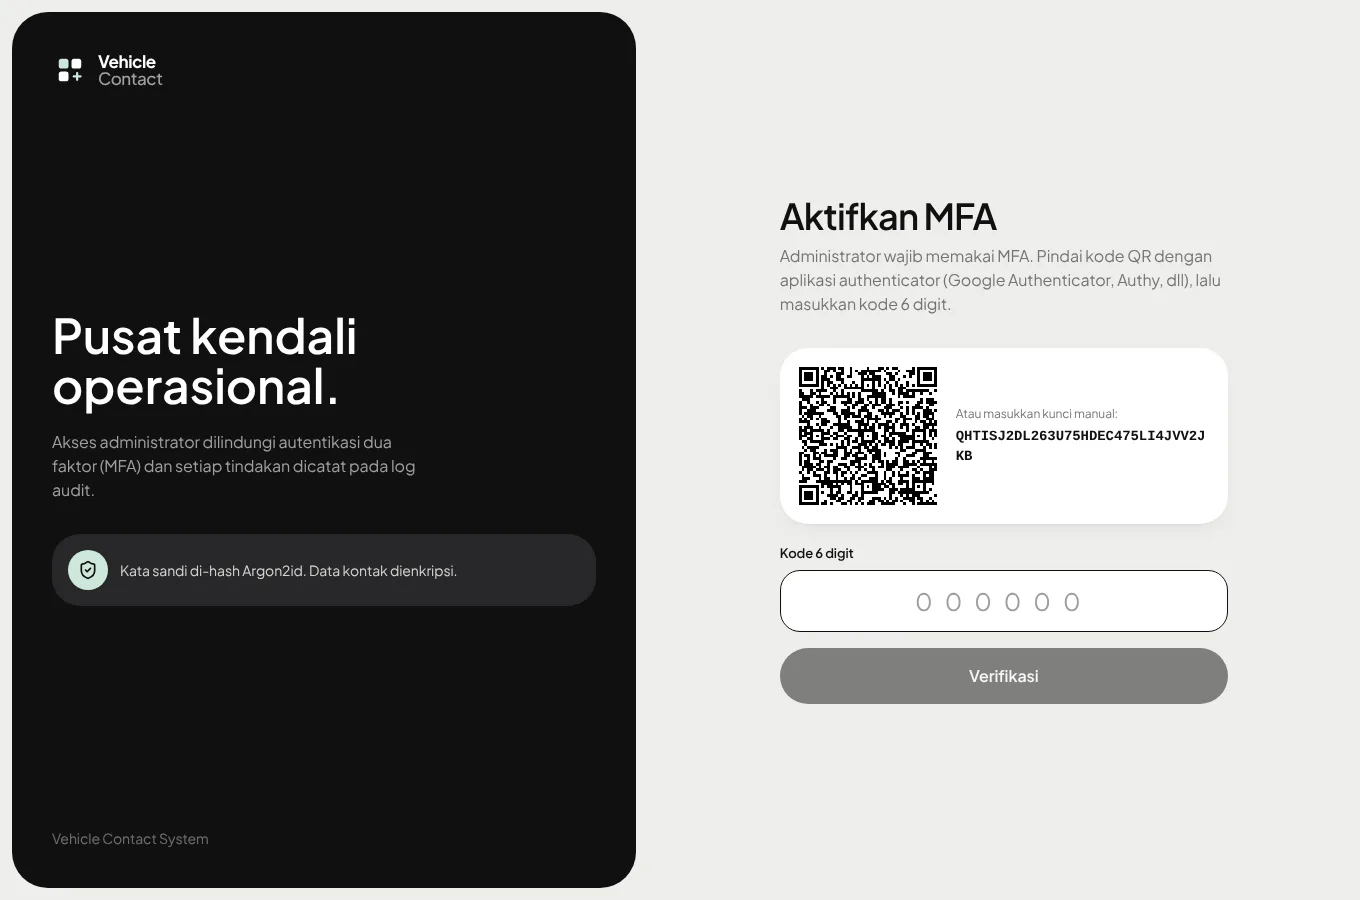 Vehicle
Contact
Pusat kendali
operasional.
Akses administrator dilindungi autentikasi dua
faktor (MFA) dan setiap tindakan dicatat pada log
audit.
Kata sandi di-hash Argon2id. Data kontak dienkripsi.
Vehicle Contact System
Aktifkan MFA
Administrator wajib memakai MFA. Pindai kode QR dengan
aplikasi authenticator (Google Authenticator, Authy, dll), lalu
masukkan kode 6 digit.
Atau masukkan kunci manual:
QHTISJ2DL263U75HDEC475LI4JVV2J
KB
Kode 6 digit
000000
Verifikasi